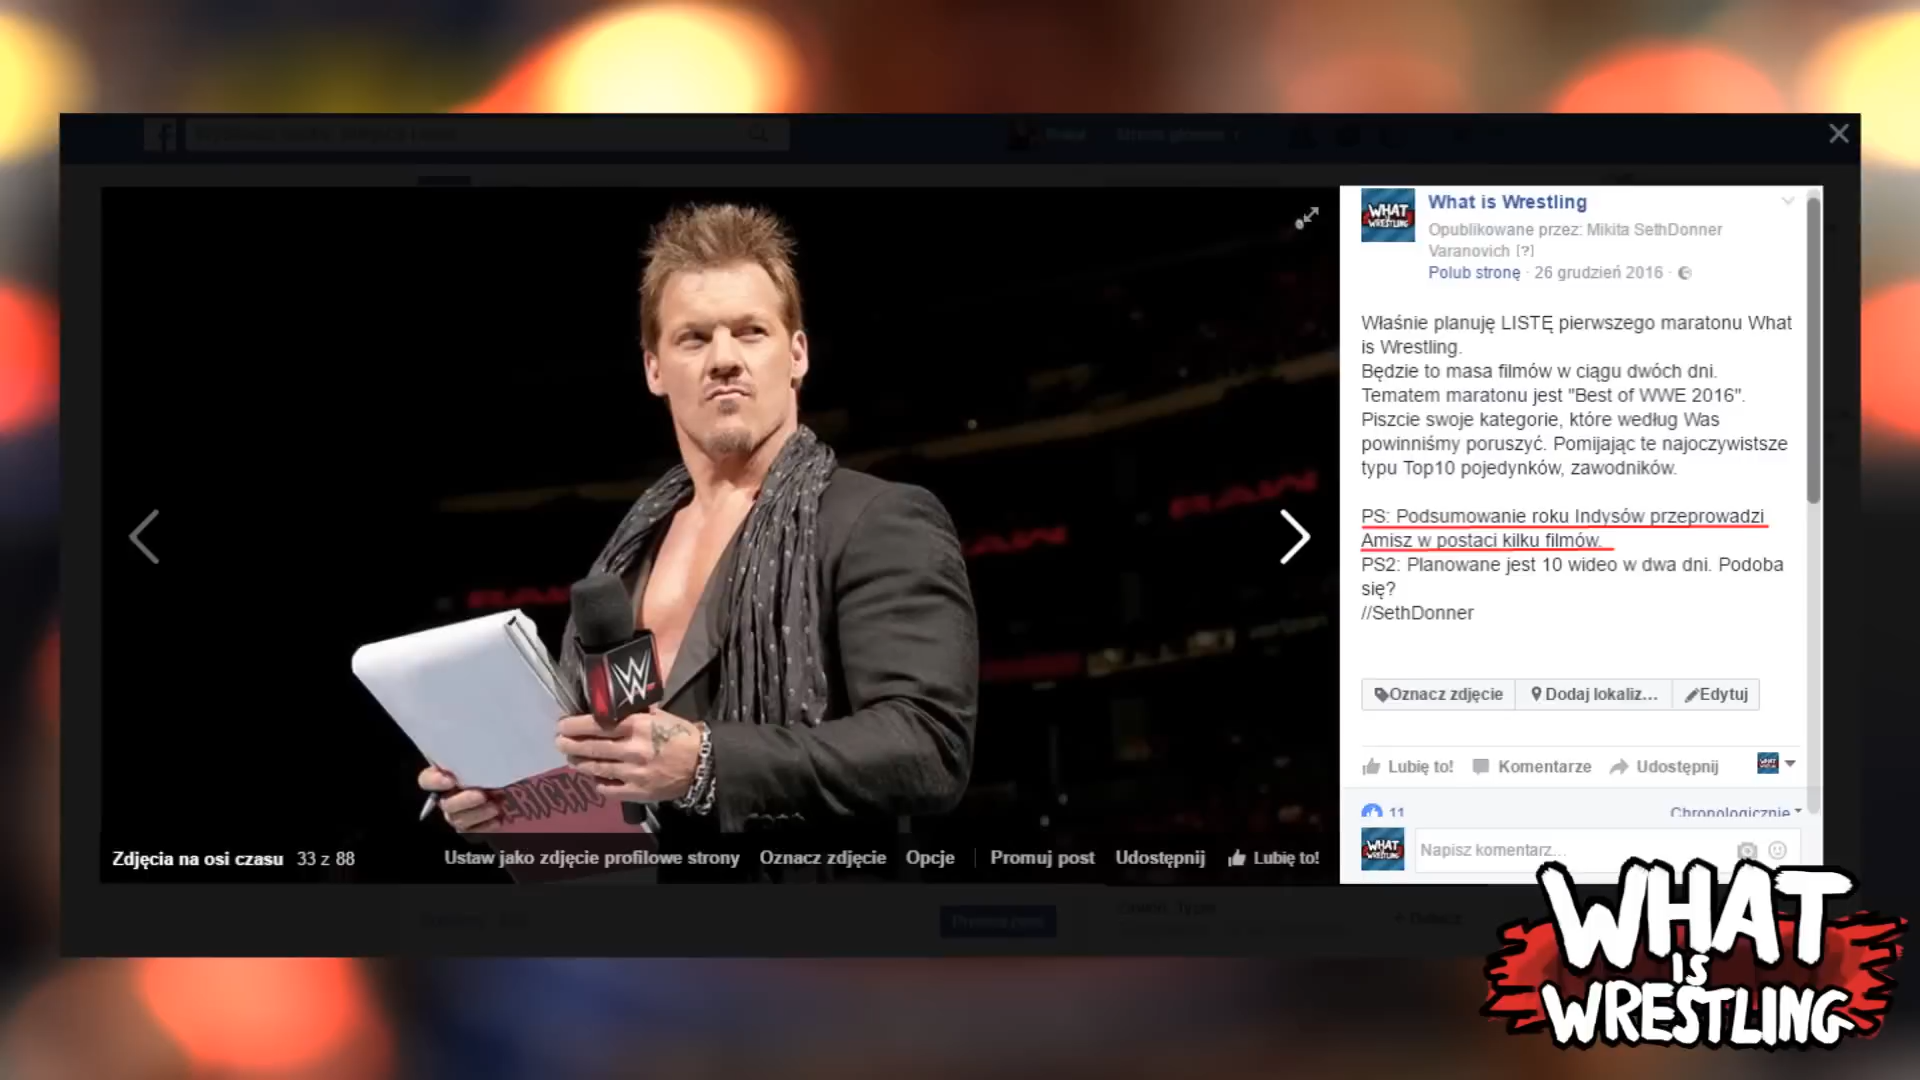 What is Wrestling
Opublikowane przez: Mikita SethDonner
Varanovich [?]
Polub stronę · 26 grudzień 2016 ·
Właśnie planuję LISTĘ pierwszego maratonu What
is Wrestling.
Będzie to masa filmów w ciągu dwóch dni.
Tematem maratonu jest "Best of WWE 2016".
Piszcie swoje kategorie, które według Was
powinniśmy poruszyć. Pomijając te najoczywistsze
typu Top10 pojedynków, zawodników.
PS: Podsumowanie roku Indysów przeprowadzi
Amisz w postaci kilku filmów.
PS2: Planowane jest 10 wideo w dwa dni. Podoba
się?
//SethDonner
Oznacz zdjęcie Dodaj lokaliz... Edytuj
Lubię to! Komentarze Udostępnij
11 Chronologicznie
Napisz komentarz...
RAW
RAW
W
JERICHO
Zdjęcia na osi czasu 33 z 88 Ustaw jako zdjęcie profilowe strony Oznacz zdjęcie Opcje Promuj post Udostępnij Lubię to!
WHAT
IS
WRESTLING